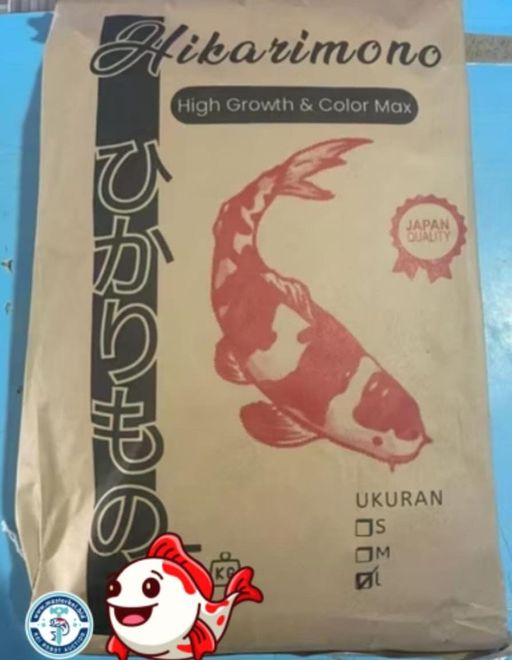 Hikarimono
High Growth & Color Max
ひかりもの
JAPAN
QUALITY
UKURAN
S
M
L
KG